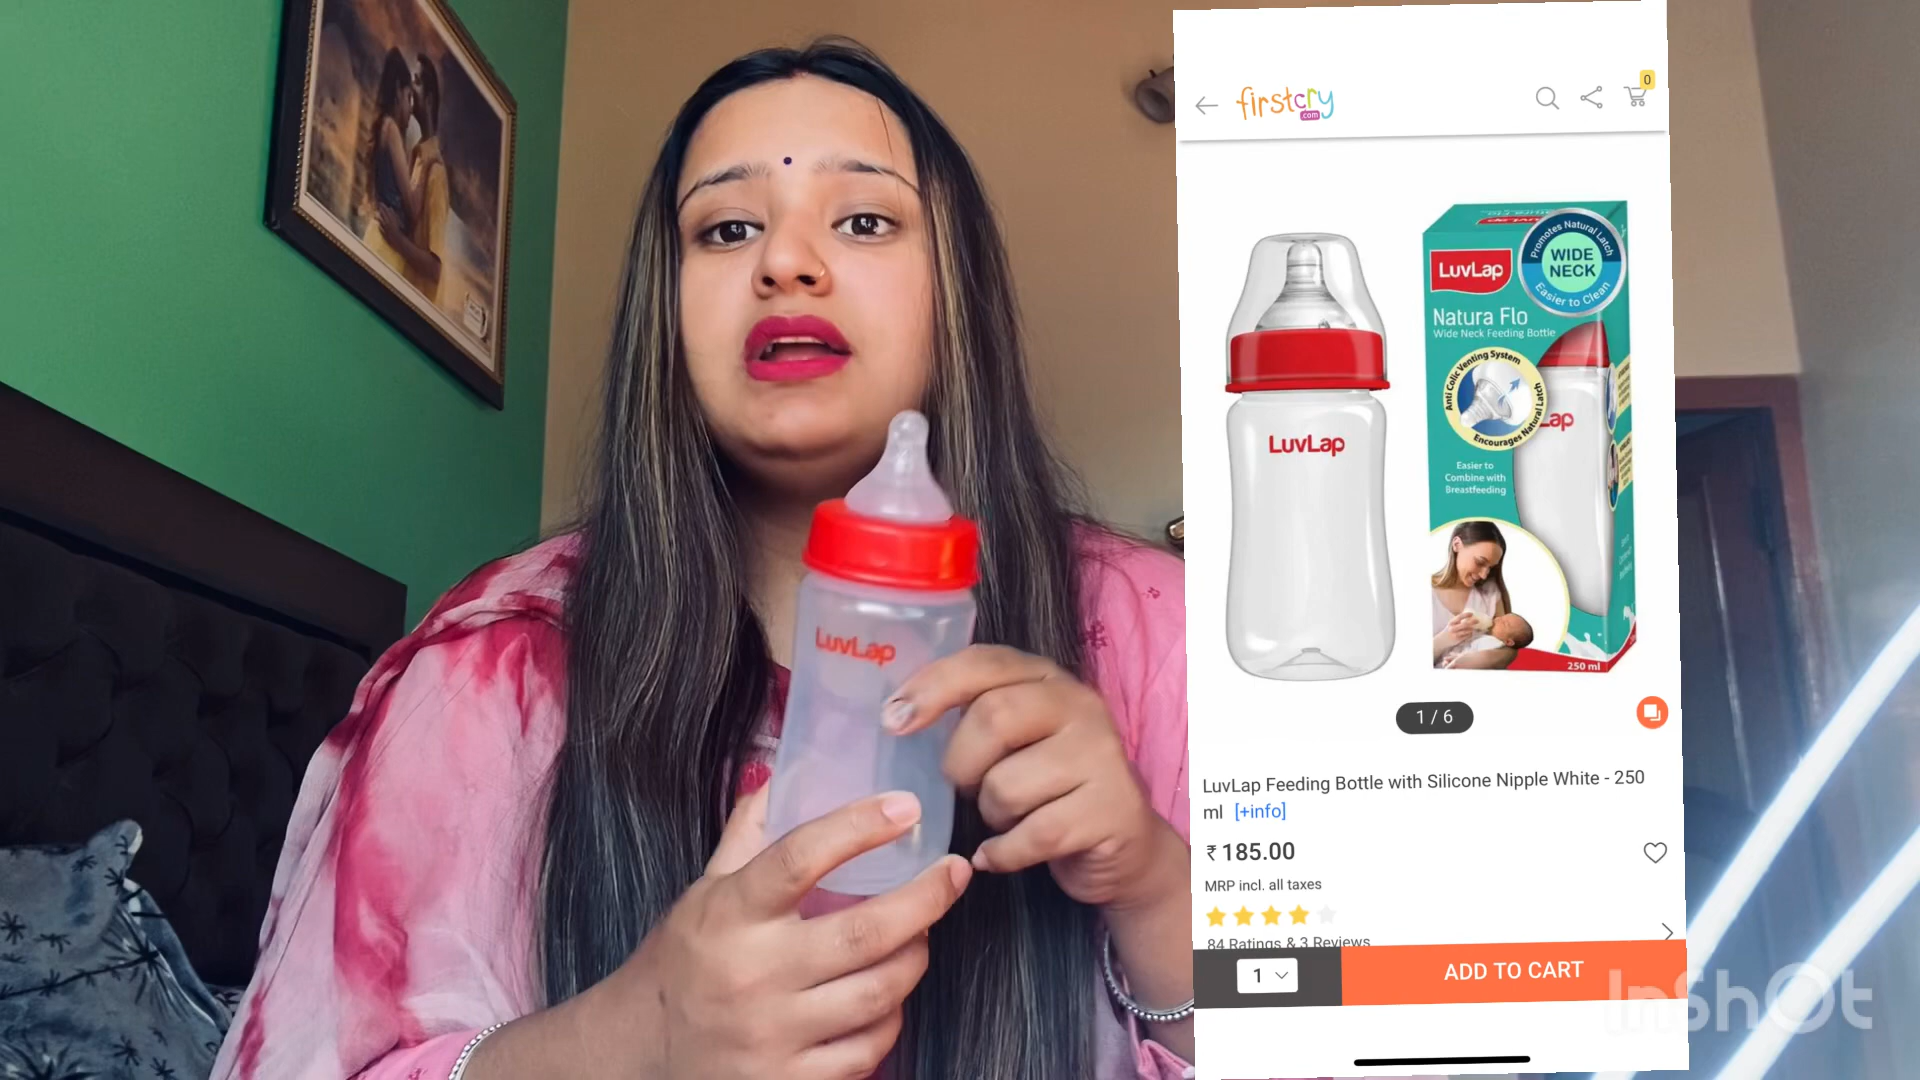 LuvLap
firstcry
.com
0
LuvLap
LuvLap
Promotes Natural Latch
WIDE
NECK
Easier to Clean
Natura Flo
Wide Neck Feeding Bottle
Anti Colic Venting System
Encourages Natural Latch
Lap
Easier to
Combine with
Breastfeeding
250 ml
1 / 6
LuvLap Feeding Bottle with Silicone Nipple White - 250
ml [+info]
₹ 185.00
MRP incl. all taxes
84 Ratings & 3 Reviews
1
ADD TO CART
InShOt